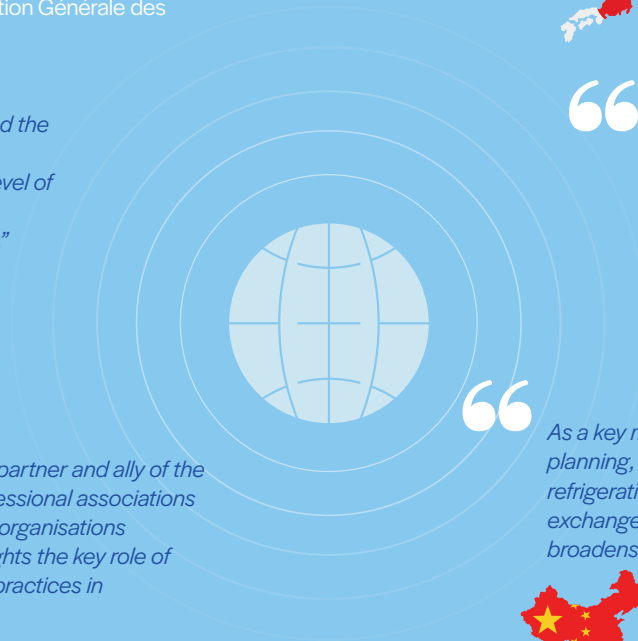 tion Générale des
d the
evel of
”
“
partner and ally of the
essional associations
organisations
ghts the key role of
practices in
“
As a key m
planning,
refrigerati
exchange
broadens